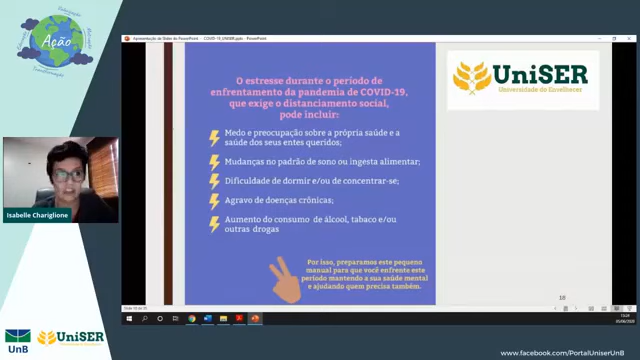 Apresentação de Slides do PowerPoint - COVID-19_UNISER.pptx - PowerPoint
Ação
O estresse durante o período de
enfrentamento da pandemia de COVID-19,
que exige o distanciamento social,
pode incluir:
Medo e preocupação sobre a própria saúde e a
saúde dos seus entes queridos;
Mudanças no padrão de sono ou ingesta alimentar;
Dificuldade de dormir e/ou de concentrar-se;
Agravo de doenças crônicas;
Aumento do consumo de álcool, tabaco e/ou
outras drogas
Por isso, preparamos este pequeno
manual para que você enfrente este
período mantendo a sua saúde mental
e ajudando quem precisa também.
UniSER
Universidade do Envelhecer
18
Isabelle Chariglione
UnB
UniSER
www.facebook.com/PortalUniserUnB